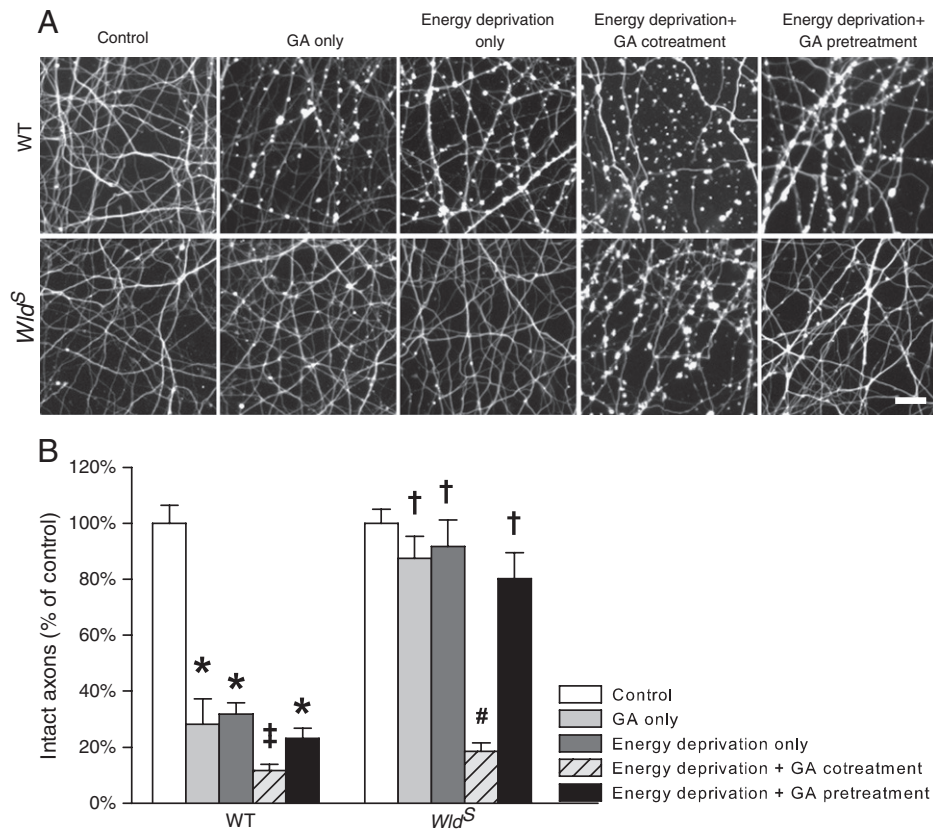 A
Control
GA only
Energy deprivation
only
Energy deprivation+
GA cotreatment
Energy deprivation+
GA pretreatment
WT
Wld^S
B
Intact axons (% of control)
120%
100%
80%
60%
40%
20%
0%
* * ‡ *
† † # †
WT
Wld^S
Control
GA only
Energy deprivation only
Energy deprivation + GA cotreatment
Energy deprivation + GA pretreatment